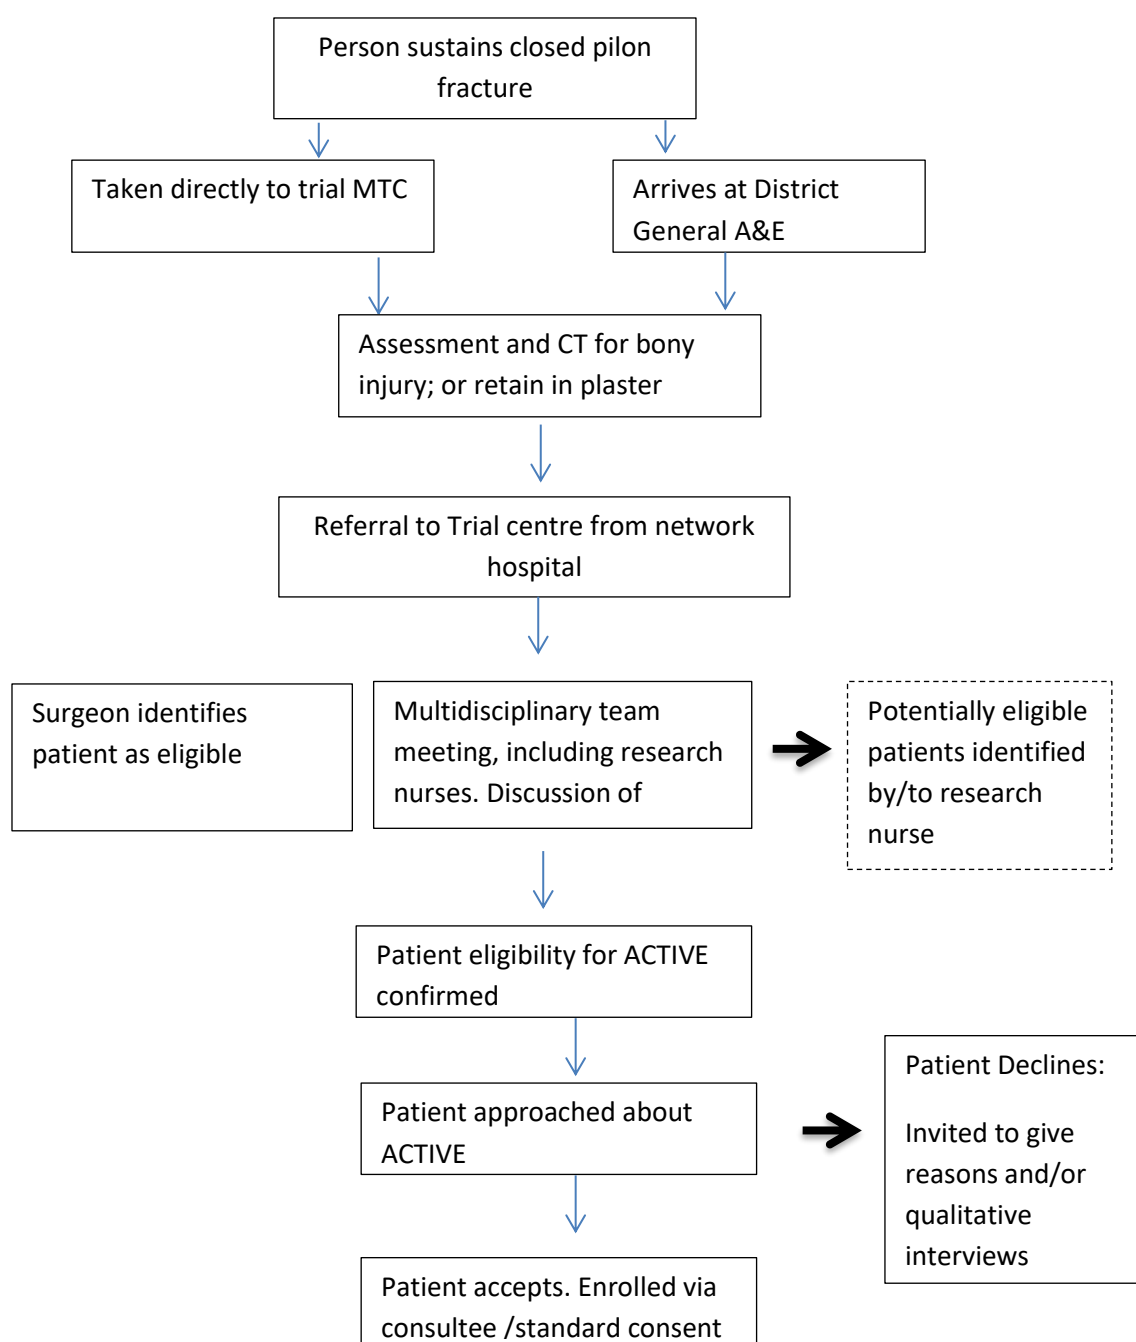 Person sustains closed pilon
fracture
Taken directly to trial MTC
Arrives at District
General A&E
Assessment and CT for bony
injury; or retain in plaster
Referral to Trial centre from network
hospital
Surgeon identifies
patient as eligible
Multidisciplinary team
meeting, including research
nurses. Discussion of
Potentially eligible
patients identified
by/to research
nurse
Patient eligibility for ACTIVE
confirmed
Patient approached about
ACTIVE
Patient Declines:
Invited to give
reasons and/or
qualitative
interviews
Patient accepts. Enrolled via
consultee /standard consent